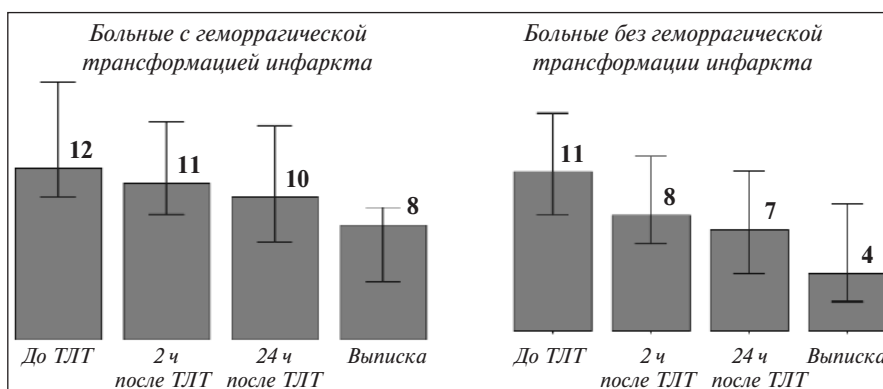 Больные с геморрагической
трансформацией инфаркта
12
11
10
8
До ТЛТ
2 ч
после ТЛТ
24 ч
после ТЛТ
Выписка
Больные без геморрагической
трансформации инфаркта
11
8
7
4
До ТЛТ
2 ч
после ТЛТ
24 ч
после ТЛТ
Выписка